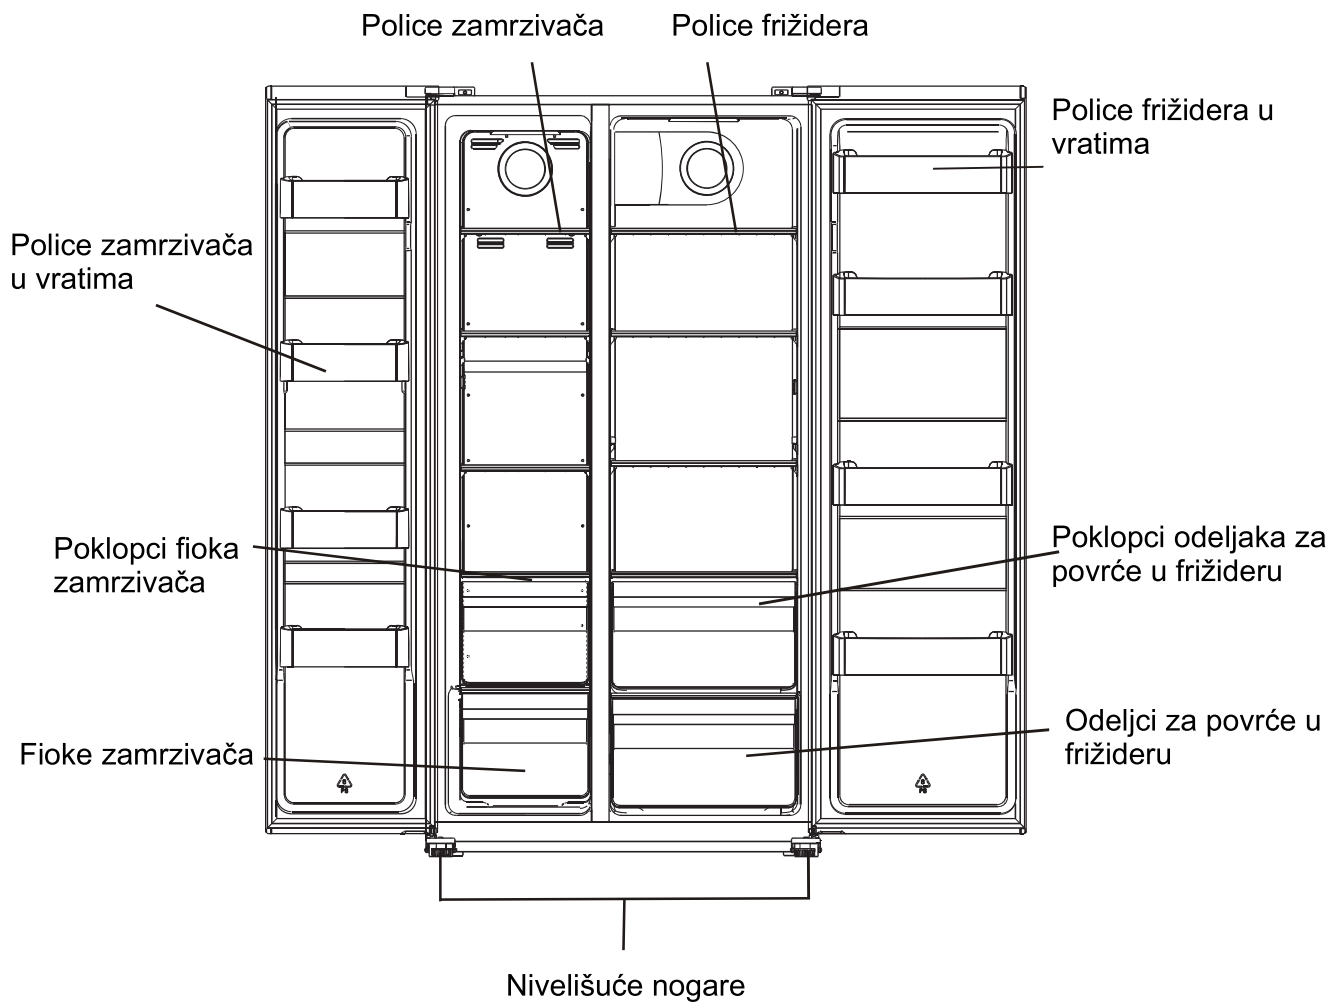 Police zamrzivača
Police frižidera
Police frižidera u
vratima
Police zamrzivača
u vratima
Poklopci fioka
zamrzivača
Poklopci odeljaka za
povrće u frižideru
Fioke zamrzivača
Odeljci za povrće u
frižideru
Nivelišuće nogare